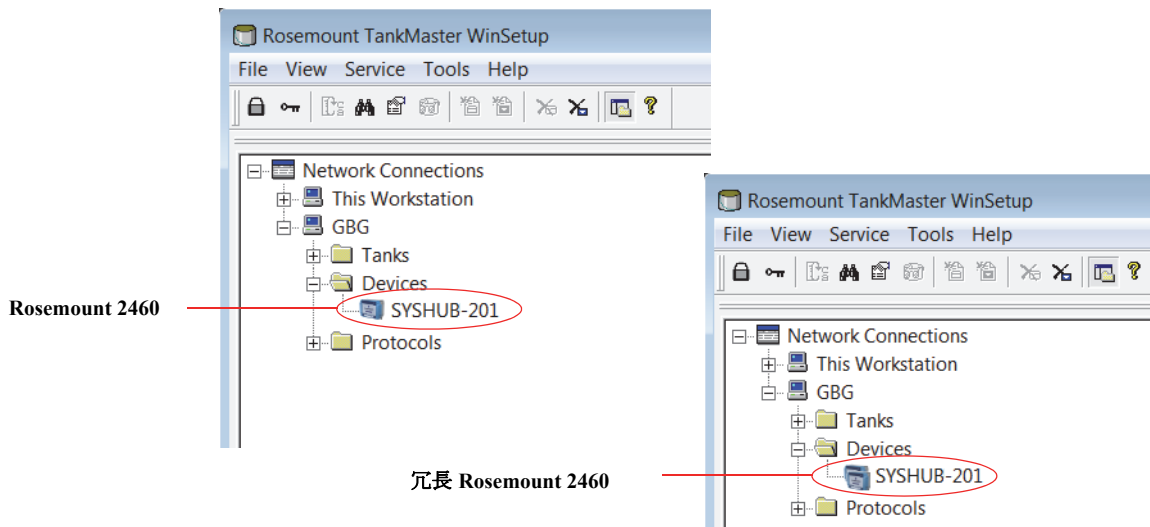 Rosemount TankMaster WinSetup
File View Service Tools Help
Network Connections
This Workstation
GBG
Tanks
Devices
SYSHUB-201
Protocols
Rosemount 2460
Rosemount TankMaster WinSetup
File View Service Tools Help
Network Connections
This Workstation
GBG
Tanks
Devices
SYSHUB-201
Protocols
冗長 Rosemount 2460